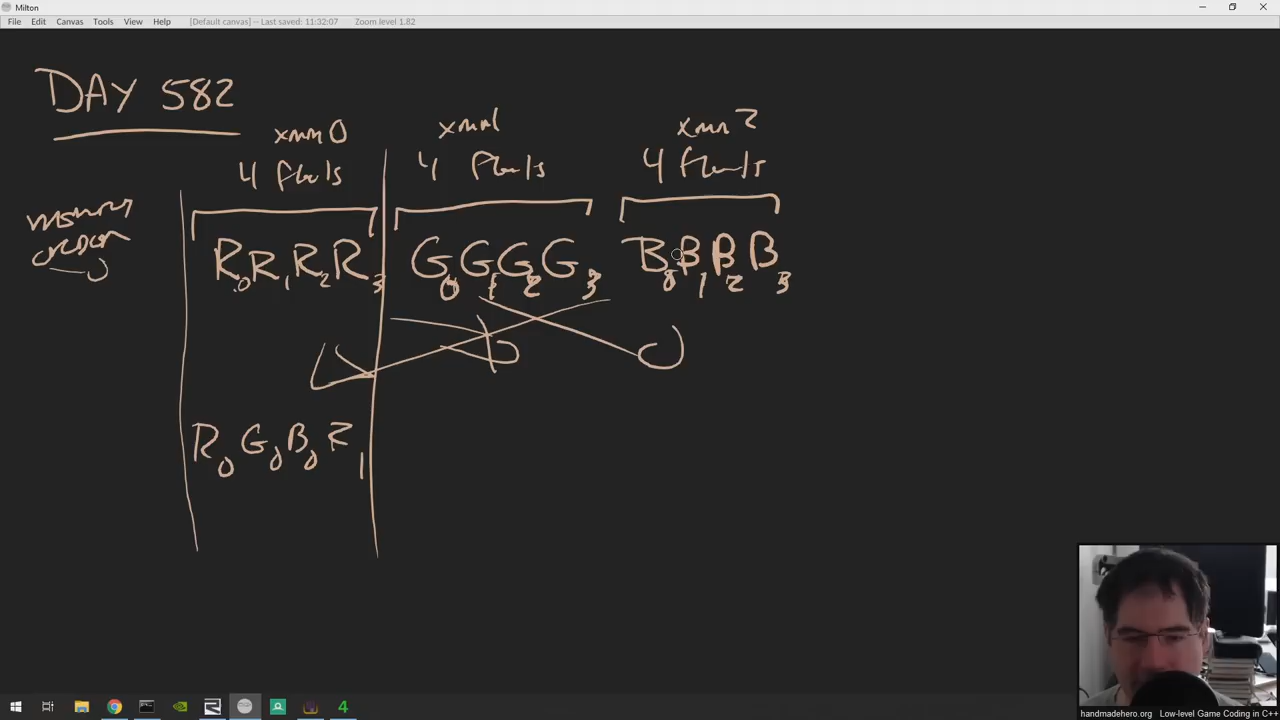 Milton
File Edit Canvas Tools View Help [Default canvas] -- Last saved: 11:32:07 Zoom level 1.82
DAY 582
xmm0 xmm1 xmm2
4 floats 4 floats 4 floats
memory order
R0 R1 R2 R3 G0 G1 G2 G3 B0 B1 B2 B3
R0 G0 B0 R1
4
handmadehero.org Low-level Game Coding in C++